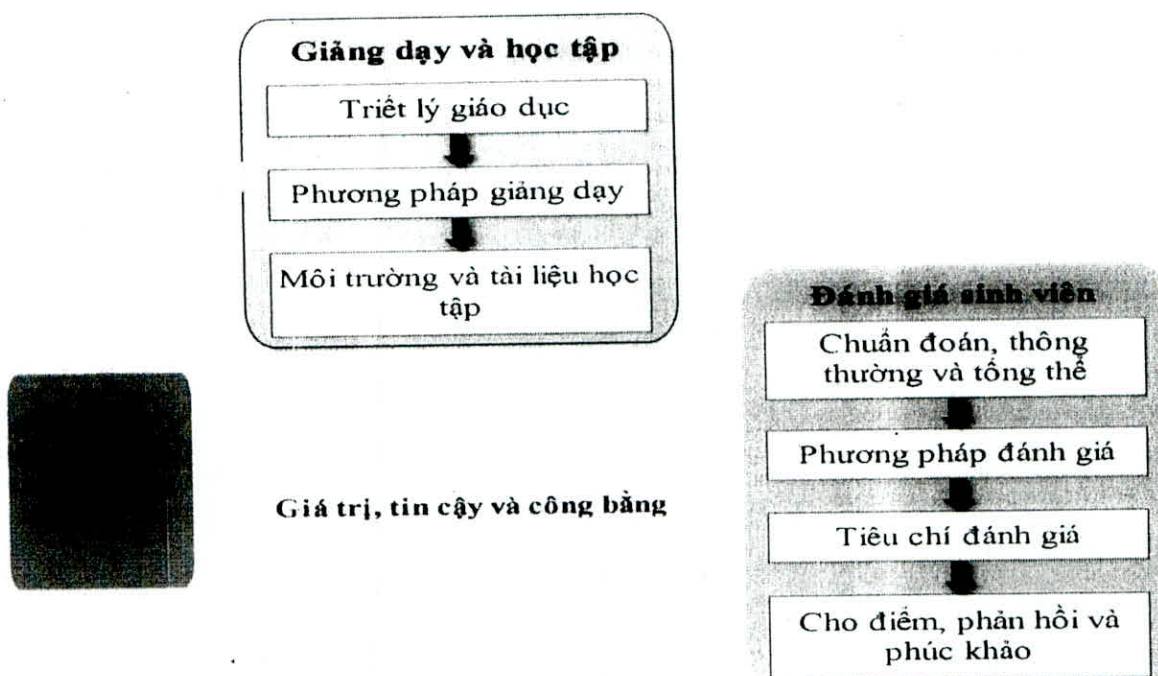 Giảng dạy và học tập
Triết lý giáo dục
Phương pháp giảng dạy
Môi trường và tài liệu học
tập
Đánh giá sinh viên
Chuẩn đoán, thông
thường và tổng thể
Phương pháp đánh giá
Tiêu chí đánh giá
Cho điểm, phản hồi và
phúc khảo
Giá trị, tin cậy và công bằng